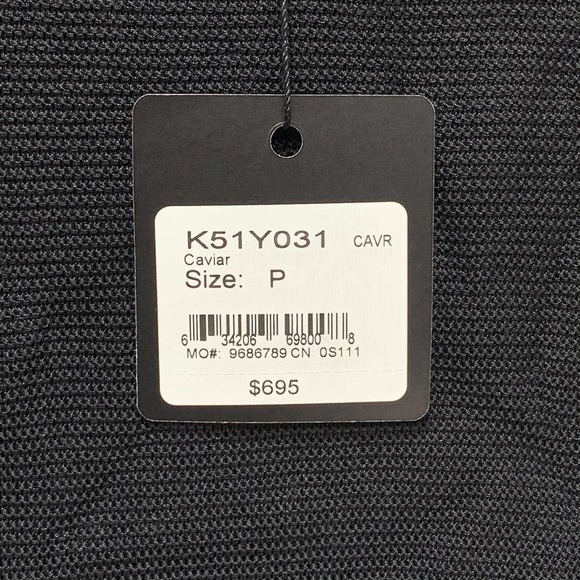 K51Y031 CAVR
Caviar
Size: P
6 34206 69800 8
MO#: 9686789 CN 0S111
$695